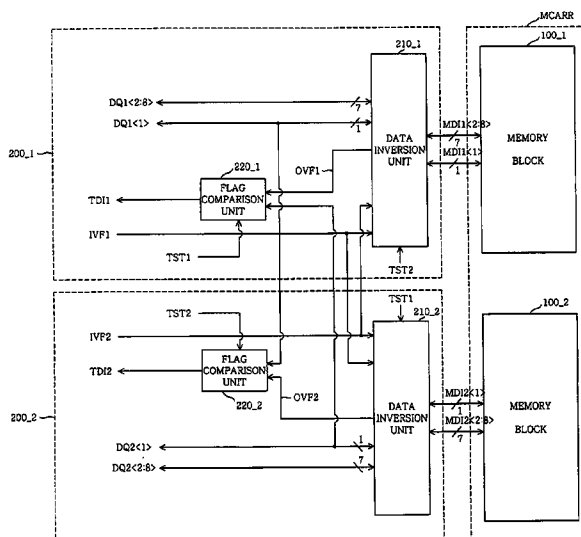 MCARR
210_1
100_1
DQ1<2:8>
7
DQ1<1>
1
DATA
INVERSION
UNIT
MDI1<2:8>
7
MDI1<1>
1
MEMORY
BLOCK
200_1
220_1
OVF1
FLAG
COMPARISON
UNIT
TDI1
IVF1
TST1
TST2
TST2
TST1
210_2
100_2
IVF2
FLAG
COMPARISON
UNIT
TDI2
220_2
OVF2
DATA
INVERSION
UNIT
MDI2<1>
1
MDI2<2:8>
7
MEMORY
BLOCK
200_2
DQ2<1>
1
DQ2<2:8>
7